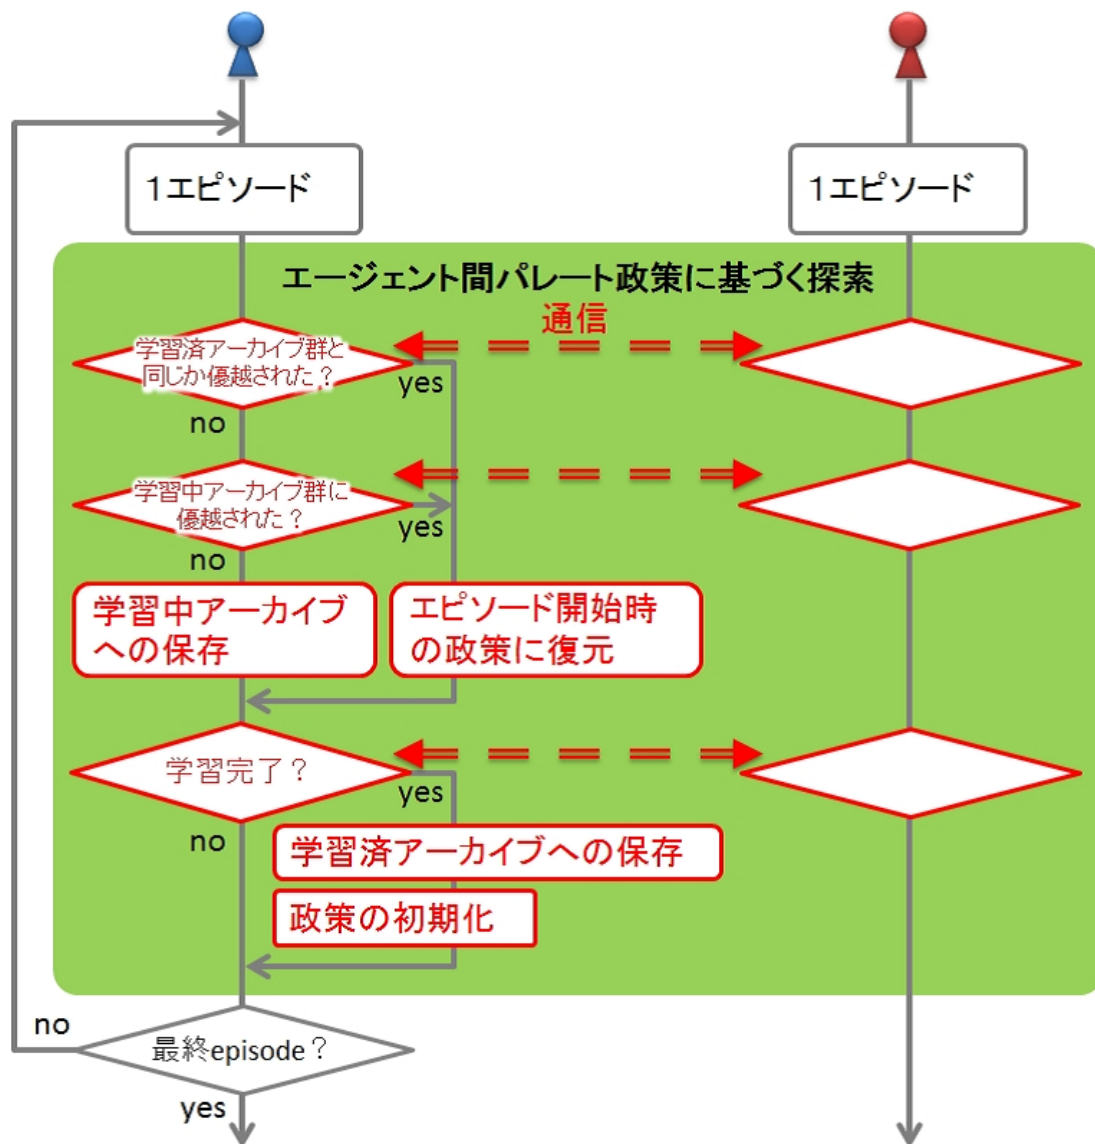 1エピソード
1エピソード
エージェント間パレート政策に基づく探索
通信
学習済アーカイブ群と
同じか優越された？
yes
no
学習中アーカイブ群に
優越された？
yes
no
学習中アーカイブ
への保存
エピソード開始時
の政策に復元
学習完了？
yes
no
学習済アーカイブへの保存
政策の初期化
no
最終episode？
yes